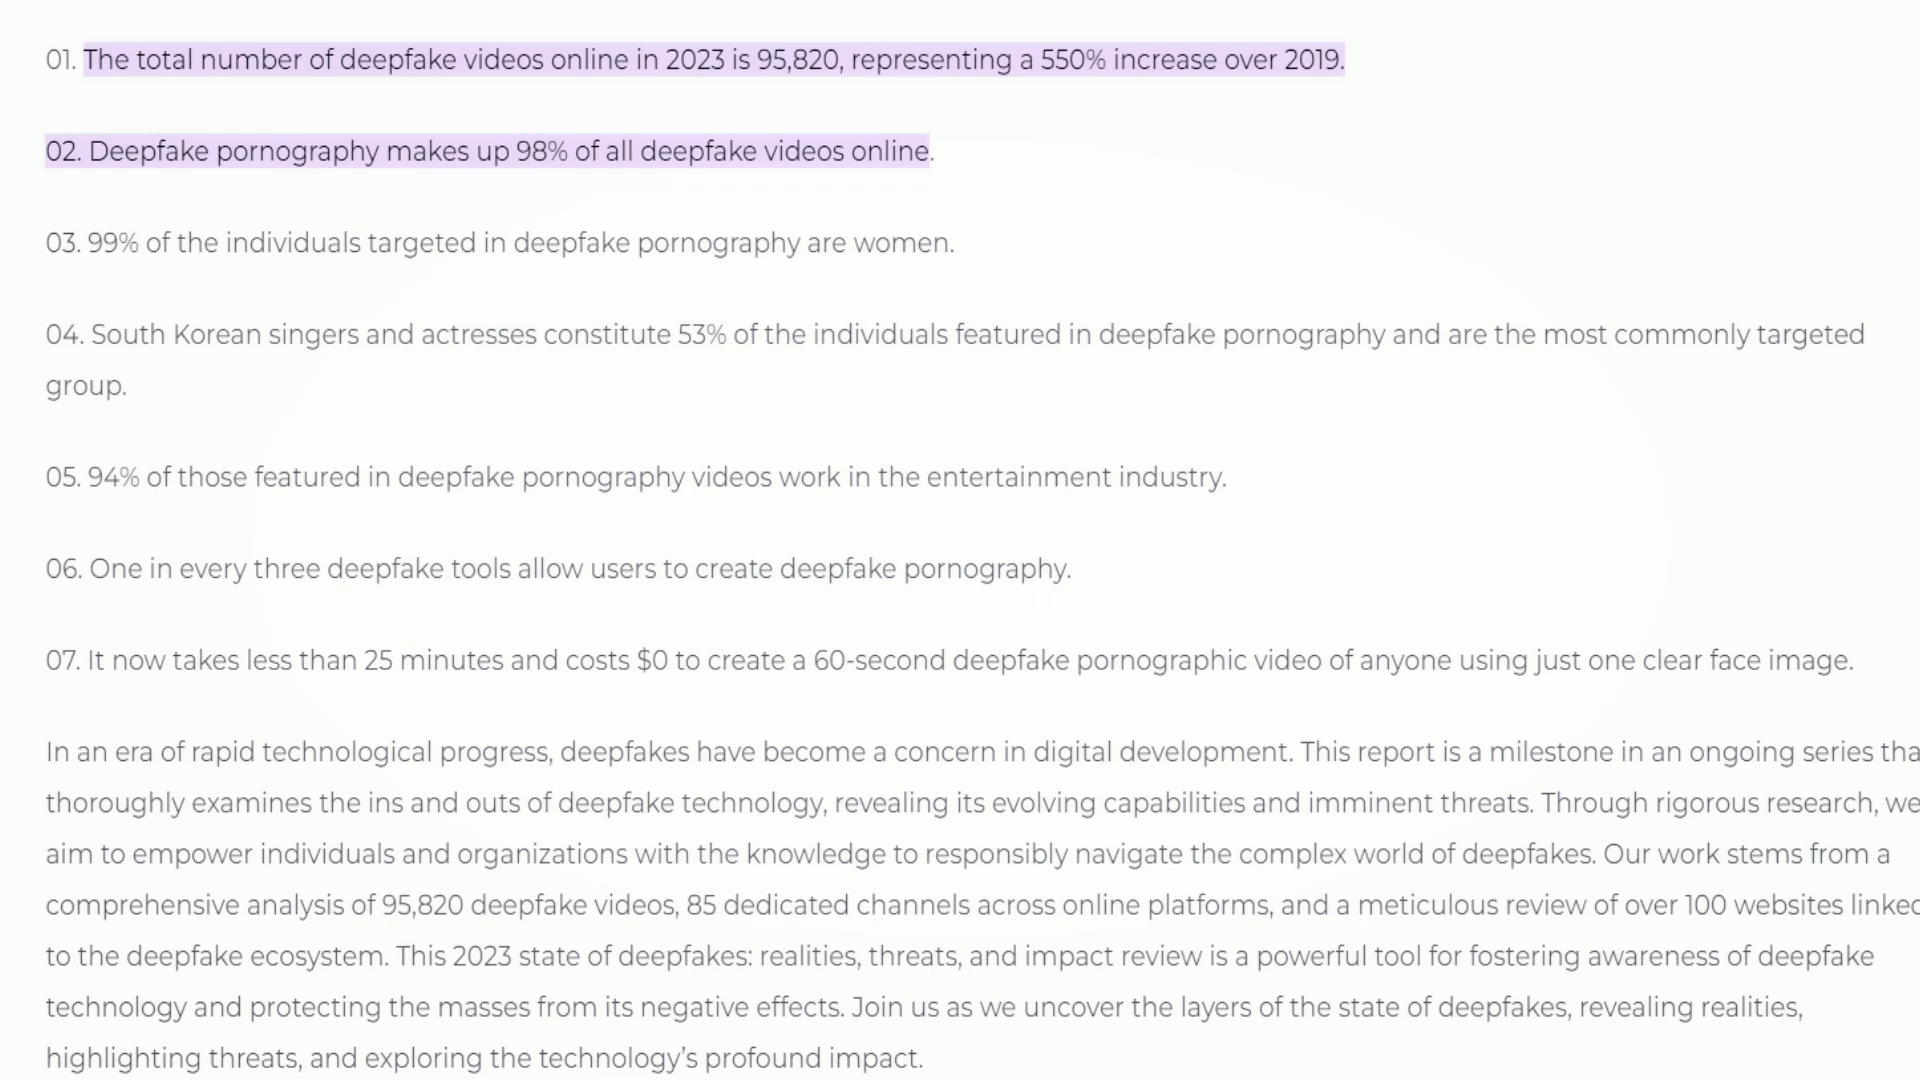 01. The total number of deepfake videos online in 2023 is 95,820, representing a 550% increase over 2019.
02. Deepfake pornography makes up 98% of all deepfake videos online.
03. 99% of the individuals targeted in deepfake pornography are women.
04. South Korean singers and actresses constitute 53% of the individuals featured in deepfake pornography and are the most commonly targeted
group.
05. 94% of those featured in deepfake pornography videos work in the entertainment industry.
06. One in every three deepfake tools allow users to create deepfake pornography.
07. It now takes less than 25 minutes and costs $0 to create a 60-second deepfake pornographic video of anyone using just one clear face image.
In an era of rapid technological progress, deepfakes have become a concern in digital development. This report is a milestone in an ongoing series tha
thoroughly examines the ins and outs of deepfake technology, revealing its evolving capabilities and imminent threats. Through rigorous research, we
aim to empower individuals and organizations with the knowledge to responsibly navigate the complex world of deepfakes. Our work stems from a
comprehensive analysis of 95,820 deepfake videos, 85 dedicated channels across online platforms, and a meticulous review of over 100 websites linked
to the deepfake ecosystem. This 2023 state of deepfakes: realities, threats, and impact review is a powerful tool for fostering awareness of deepfake
technology and protecting the masses from its negative effects. Join us as we uncover the layers of the state of deepfakes, revealing realities,
highlighting threats, and exploring the technology’s profound impact.